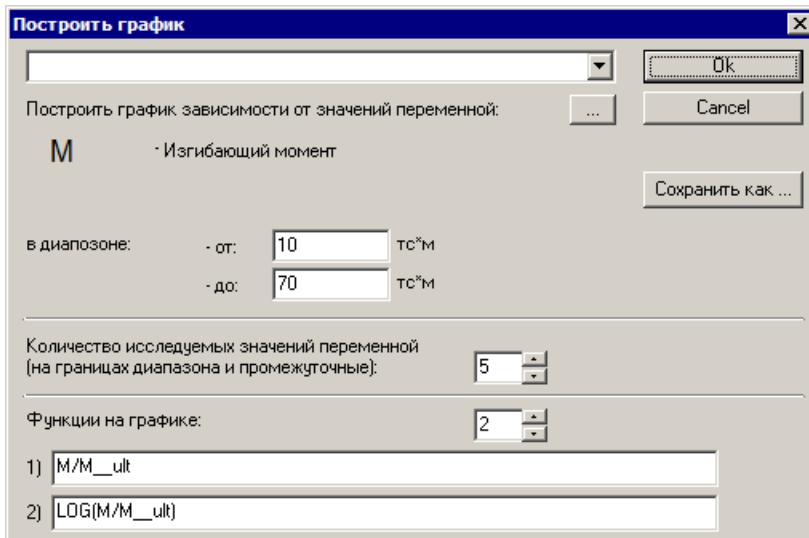 Построить график
Ok
Построить график зависимости от значений переменной:
...
Cancel
M
- Изгибающий момент
Сохранить как ...
в диапозоне:
- от:
10
тс*м
- до:
70
тс*м
Количество исследуемых значений переменной
(на границах диапазона и промежуточные):
5
Функции на графике:
2
1) M/M__ult
2) LOG(M/M__ult)